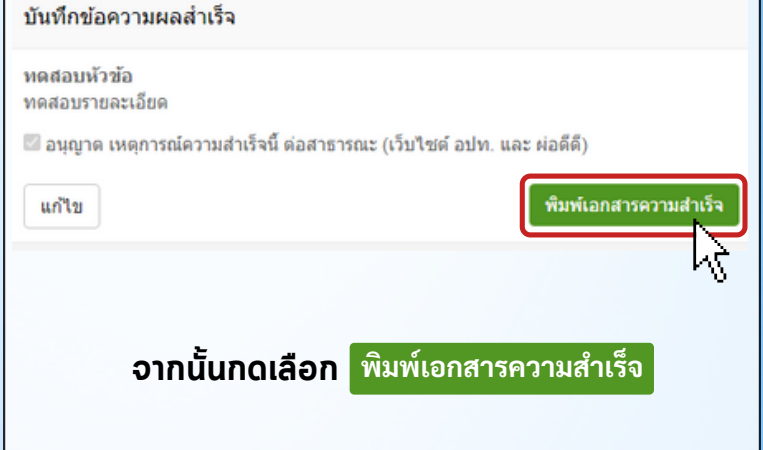 บันทึกข้อความผลสำเร็จ
ทดสอบหัวข้อ
ทดสอบรายละเอียด
อนุญาต เหตุการณ์ความสำเร็จนี้ ต่อสาธารณะ (เว็บไซต์ อปท. และ ผ่อดีดี)
แก้ไข
พิมพ์เอกสารความสำเร็จ
จากนั้นกดเลือก พิมพ์เอกสารความสำเร็จ